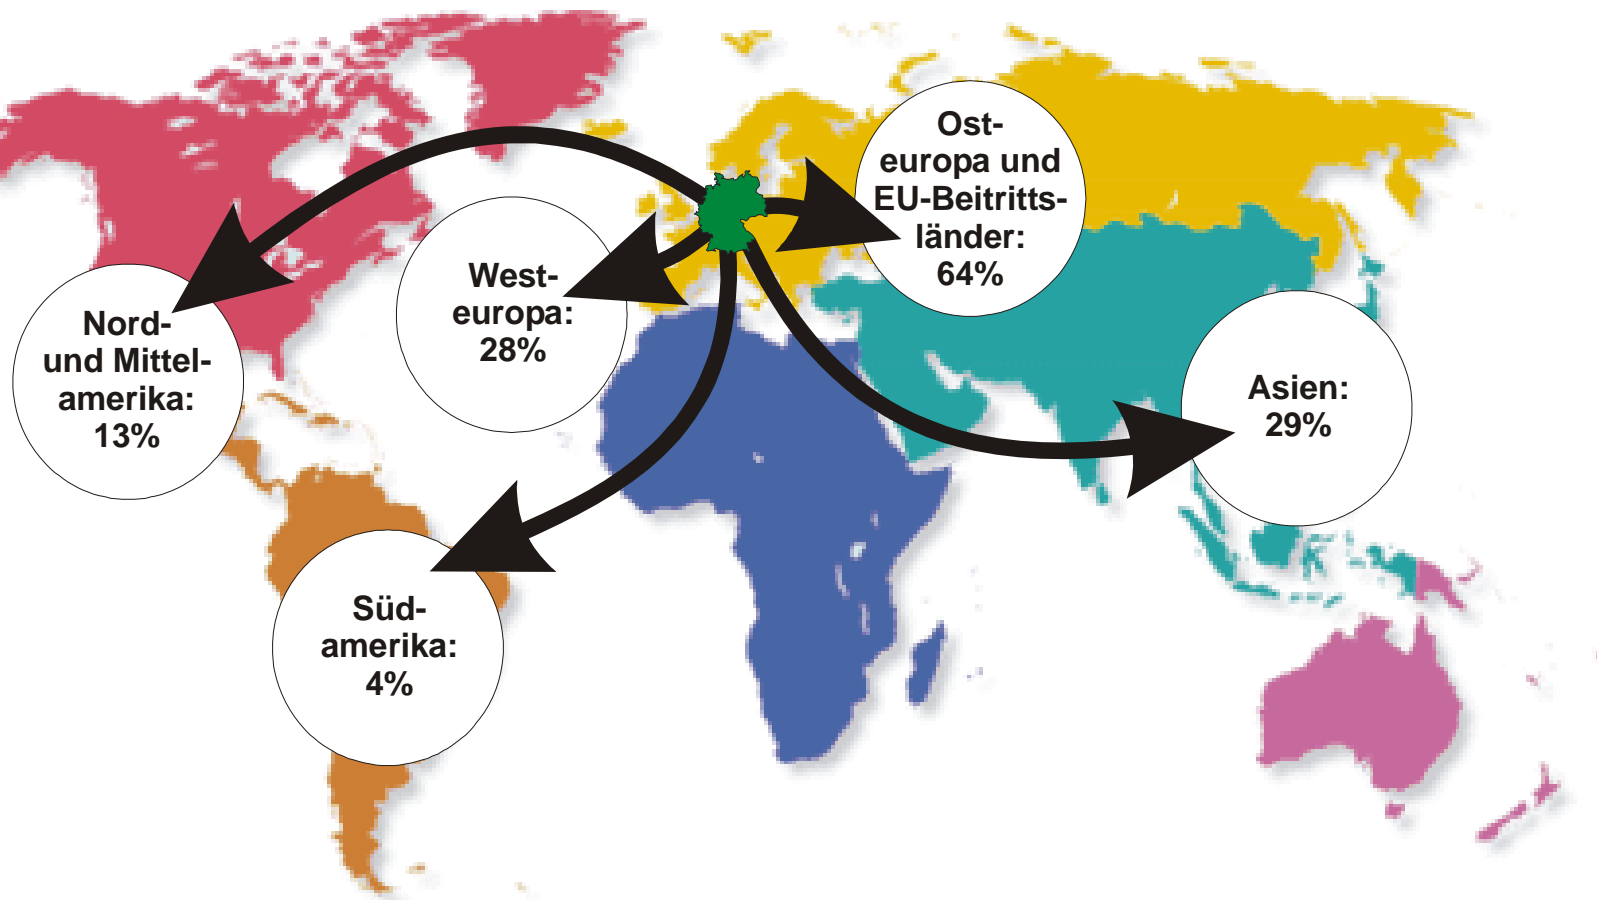 Ost-
europa und
EU-Beitritts-
länder:
64%
West-
europa:
28%
Nord-
und Mittel-
amerika:
13%
Asien:
29%
Süd-
amerika:
4%